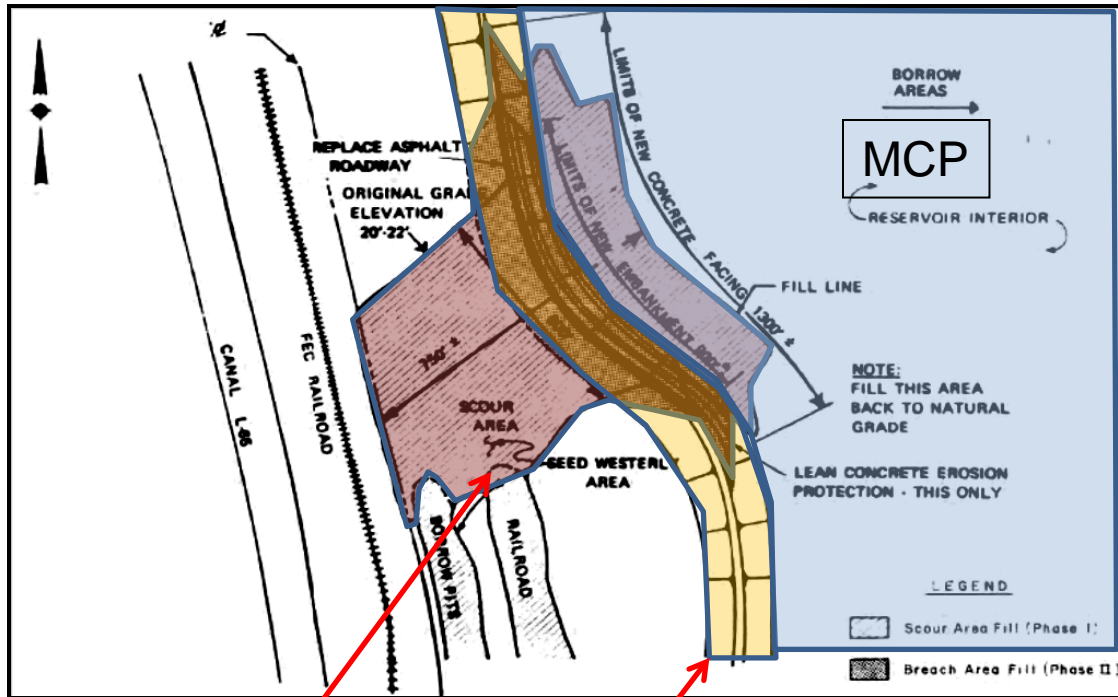 REPLACE ASPHALT
ROADWAY
ORIGINAL GRADE
ELEVATION
20'-22'
LIMITS OF NEW CONCRETE FACING 1300' ±
LIMITS OF NEW EMBANKMENT
BORROW
AREAS
MCP
RESERVOIR INTERIOR
FILL LINE
NOTE:
FILL THIS AREA
BACK TO NATURAL
GRADE
LEAN CONCRETE EROSION
PROTECTION - THIS ONLY
750' ±
SCOUR
AREA
SEED WESTERL
AREA
CANAL L-65
FEC RAILROAD
BORROW PITS
RAILROAD
LEGEND
Scour Area Fill (Phase I)
Breach Area Fill (Phase II)